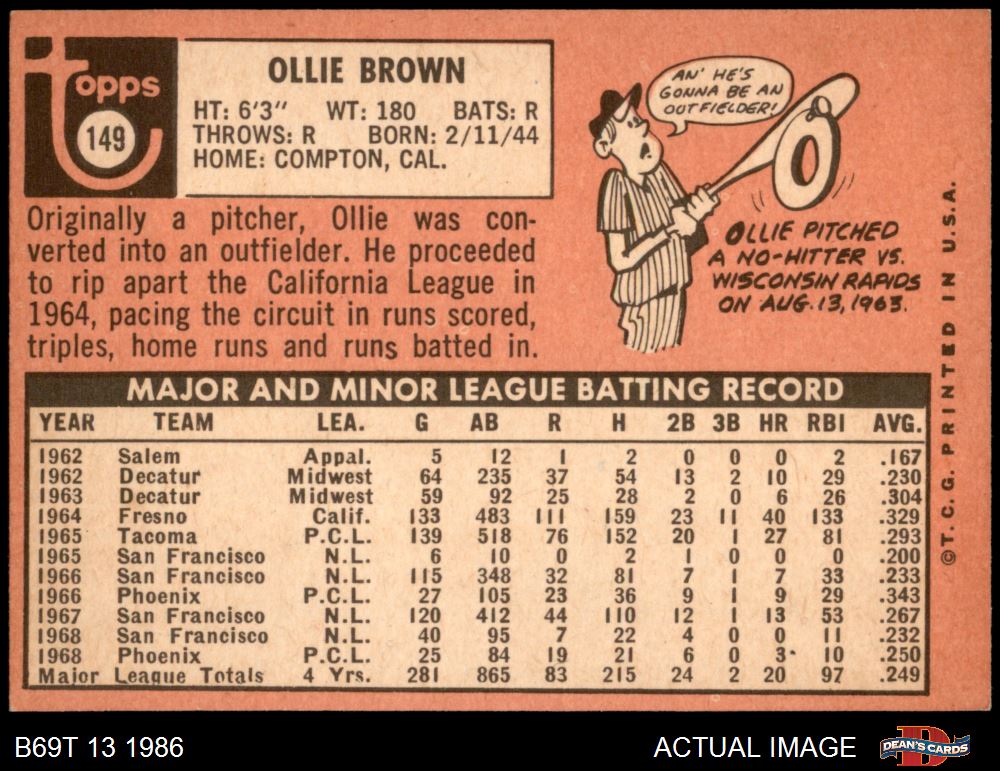 Topps
149
OLLIE BROWN
HT: 6'3" WT: 180 BATS: R
THROWS: R BORN: 2/11/44
HOME: COMPTON, CAL.
Originally a pitcher, Ollie was con-
verted into an outfielder. He proceeded
to rip apart the California League in
1964, pacing the circuit in runs scored,
triples, home runs and runs batted in.
AN' HE'S
GONNA BE AN
OUTFIELDER!
0
OLLIE PITCHED
A NO-HITTER VS.
WISCONSIN RAPIDS
ON AUG. 13, 1963.
MAJOR AND MINOR LEAGUE BATTING RECORD
YEAR TEAM LEA. G AB R H 2B 3B HR RBI AVG.
1962 Salem Appal. 5 12 1 2 0 0 0 2 .167
1962 Decatur Midwest 64 235 37 54 13 2 10 29 .230
1963 Decatur Midwest 59 92 25 28 2 0 6 26 .304
1964 Fresno Calif. 133 483 111 159 23 11 40 133 .329
1965 Tacoma P.C.L. 139 518 76 152 20 1 27 81 .293
1965 San Francisco N.L. 6 10 0 2 1 0 0 0 .200
1966 San Francisco N.L. 115 348 32 81 7 1 7 33 .233
1966 Phoenix P.C.L. 27 105 23 36 9 1 9 29 .343
1967 San Francisco N.L. 120 412 44 110 12 1 13 53 .267
1968 San Francisco N.L. 40 95 7 22 4 0 0 11 .232
1968 Phoenix P.C.L. 25 84 19 21 6 0 3 10 .250
Major League Totals 4 Yrs. 281 865 83 215 24 2 20 97 .249
©T.C.G. PRINTED IN U.S.A.
B69T 13 1986
ACTUAL IMAGE
D
DEAN'S CARDS